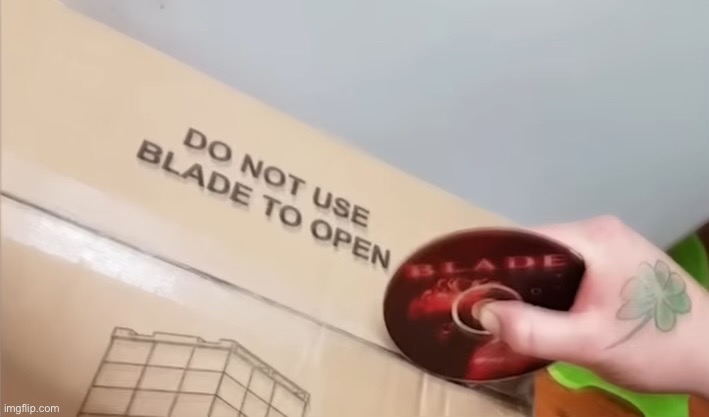 DO NOT USE
BLADE TO OPEN
BLADE
imgflip.com